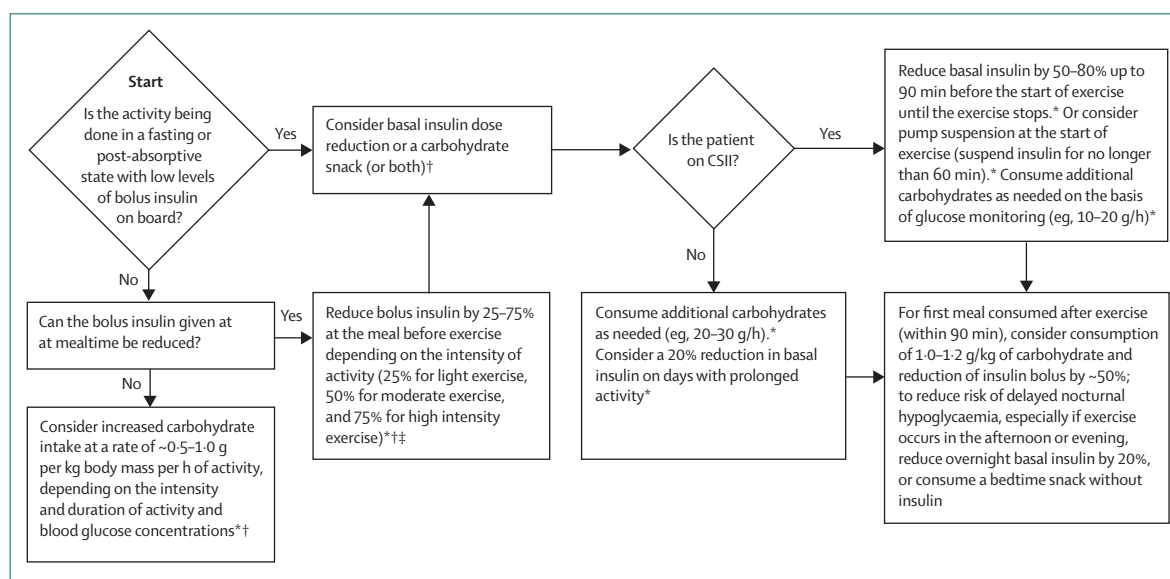 Start
Is the activity being
done in a fasting or
post-absorptive
state with low levels
of bolus insulin
on board?
Yes
No
Consider basal insulin dose
reduction or a carbohydrate
snack (or both)†
Is the patient
on CSII?
Yes
No
Reduce basal insulin by 50–80% up to
90 min before the start of exercise
until the exercise stops.* Or consider
pump suspension at the start of
exercise (suspend insulin for no longer
than 60 min).* Consume additional
carbohydrates as needed on the basis
of glucose monitoring (eg, 10–20 g/h)*
Can the bolus insulin given at
at mealtime be reduced?
Yes
No
Reduce bolus insulin by 25–75%
at the meal before exercise
depending on the intensity of
activity (25% for light exercise,
50% for moderate exercise,
and 75% for high intensity
exercise)*†‡
Consume additional carbohydrates
as needed (eg, 20–30 g/h).*
Consider a 20% reduction in basal
insulin on days with prolonged
activity*
For first meal consumed after exercise
(within 90 min), consider consumption
of 1·0–1·2 g/kg of carbohydrate and
reduction of insulin bolus by ~50%;
to reduce risk of delayed nocturnal
hypoglycaemia, especially if exercise
occurs in the afternoon or evening,
reduce overnight basal insulin by 20%,
or consume a bedtime snack without
insulin
Consider increased carbohydrate
intake at a rate of ~0·5–1·0 g
per kg body mass per h of activity,
depending on the intensity
and duration of activity and
blood glucose concentrations*†